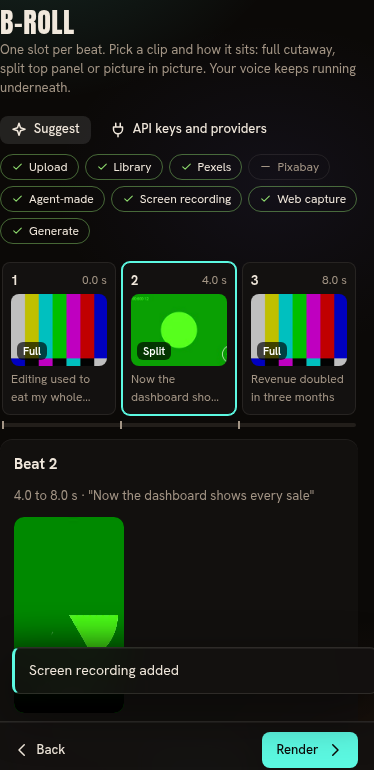 B-ROLL
One slot per beat. Pick a clip and how it sits: full cutaway,
split top panel or picture in picture. Your voice keeps running
underneath.
Suggest
API keys and providers
Upload
Library
Pexels
Pixabay
Agent-made
Screen recording
Web capture
Generate
1 0.0 s
Full
Editing used to
eat my whole...
2 4.0 s
Split
Now the
dashboard sho...
3 8.0 s
Full
Revenue doubled
in three months
Beat 2
4.0 to 8.0 s · "Now the dashboard shows every sale"
Screen recording added
Back
Render